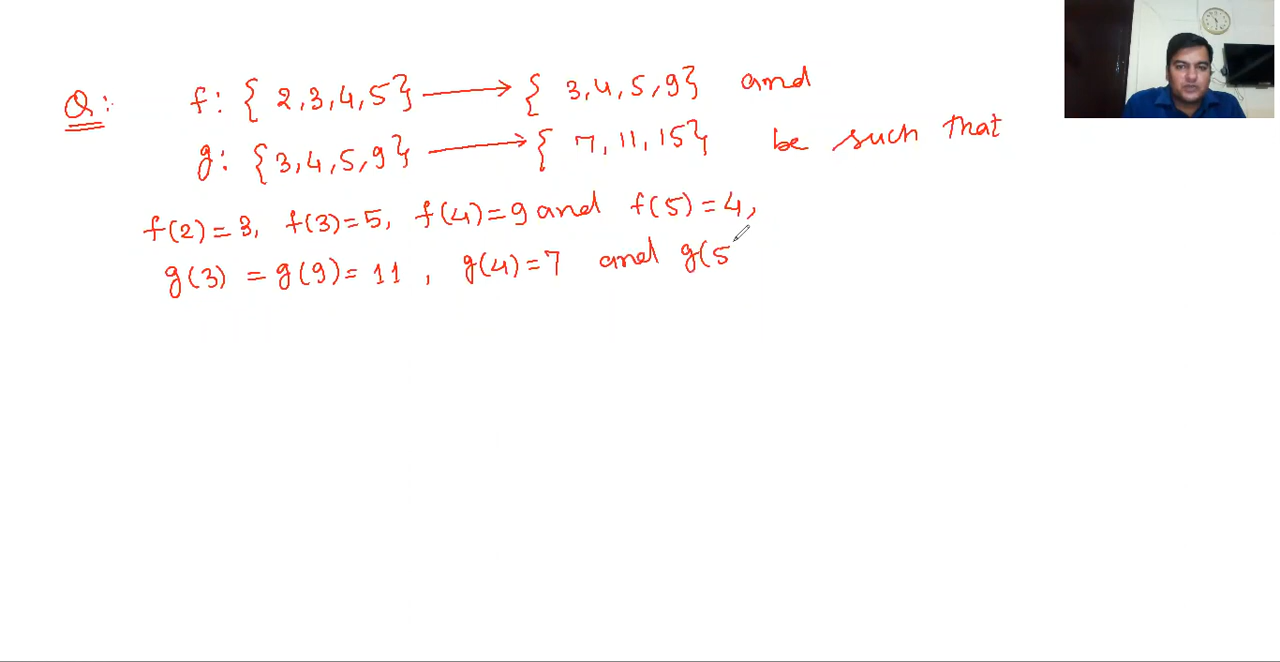 Q: f: { 2,3,4,5} → { 3,4,5,9} and
g: {3,4,5,9} → { 7,11,15} be such that
f(2)=3, f(3)=5, f(4)=9 and f(5)=4,
g(3) = g(9)= 11 , g(4)=7 and g(5